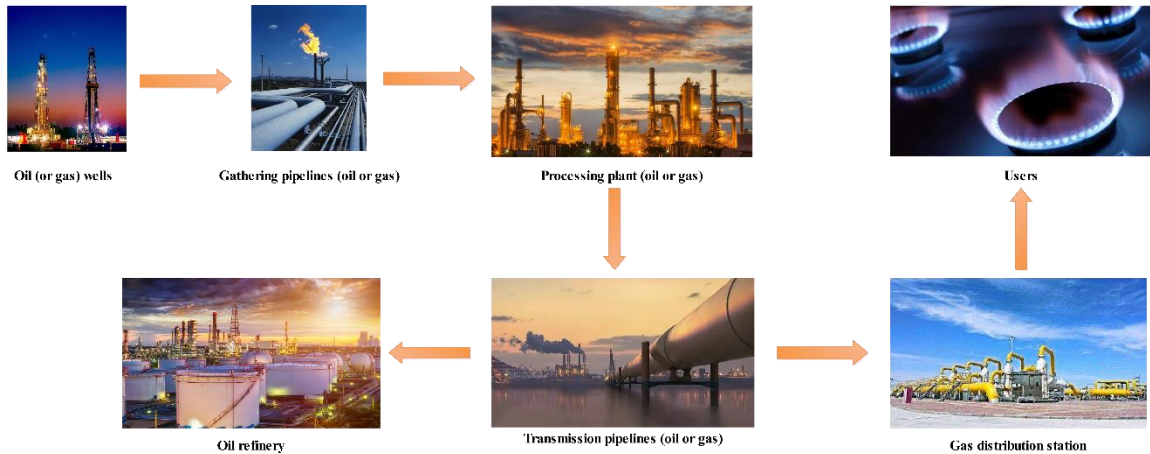 Oil (or gas) wells
Gathering pipelines (oil or gas)
Processing plant (oil or gas)
Users
Oil refinery
Transmission pipelines (oil or gas)
Gas distribution station